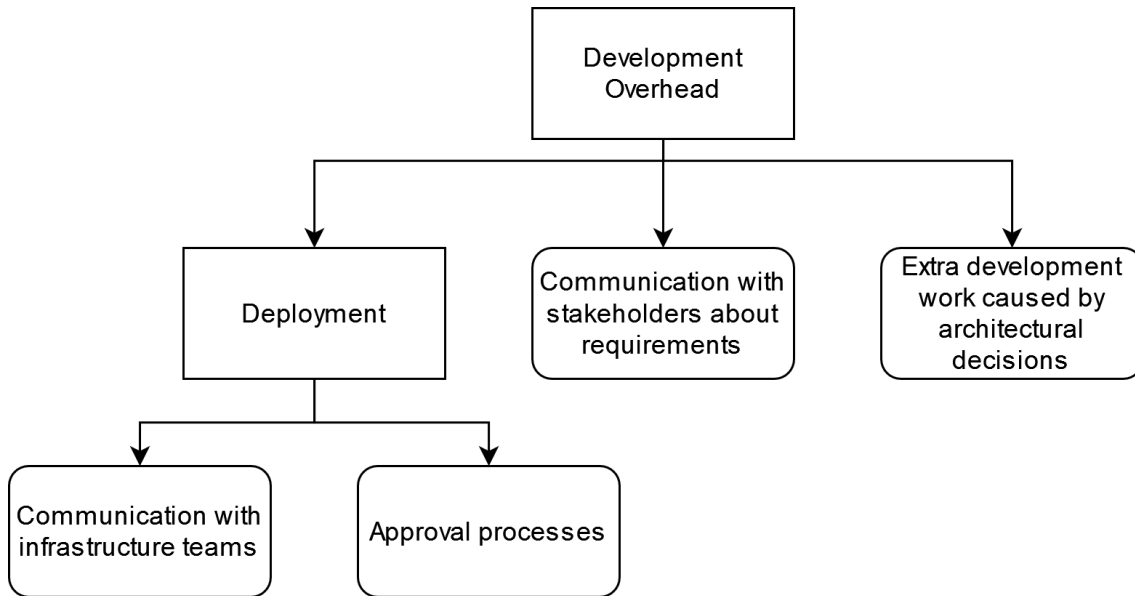 Development
Overhead
Deployment
Communication with
stakeholders about
requirements
Extra development
work caused by
architectural
decisions
Communication with
infrastructure teams
Approval processes